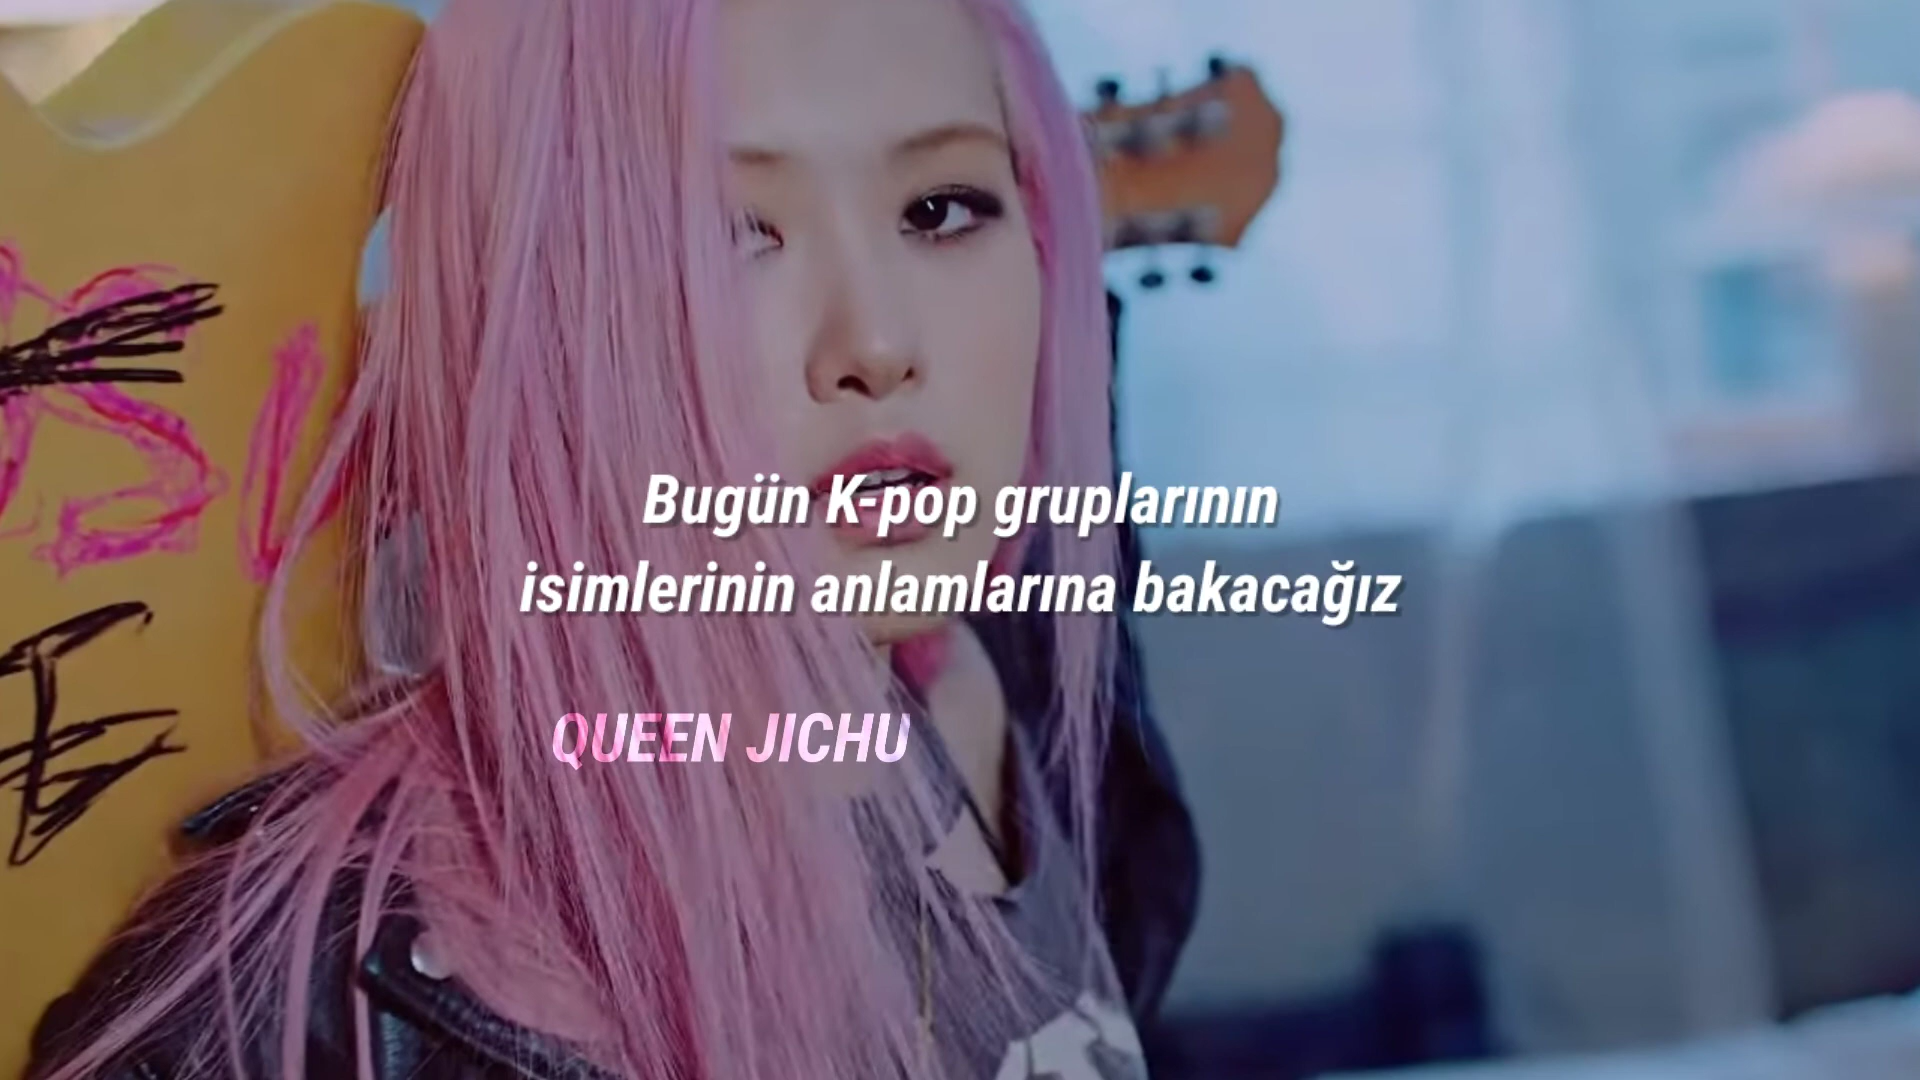 Bugün K-pop gruplarının
isimlerinin anlamlarına bakacağız
QUEEN JICHU